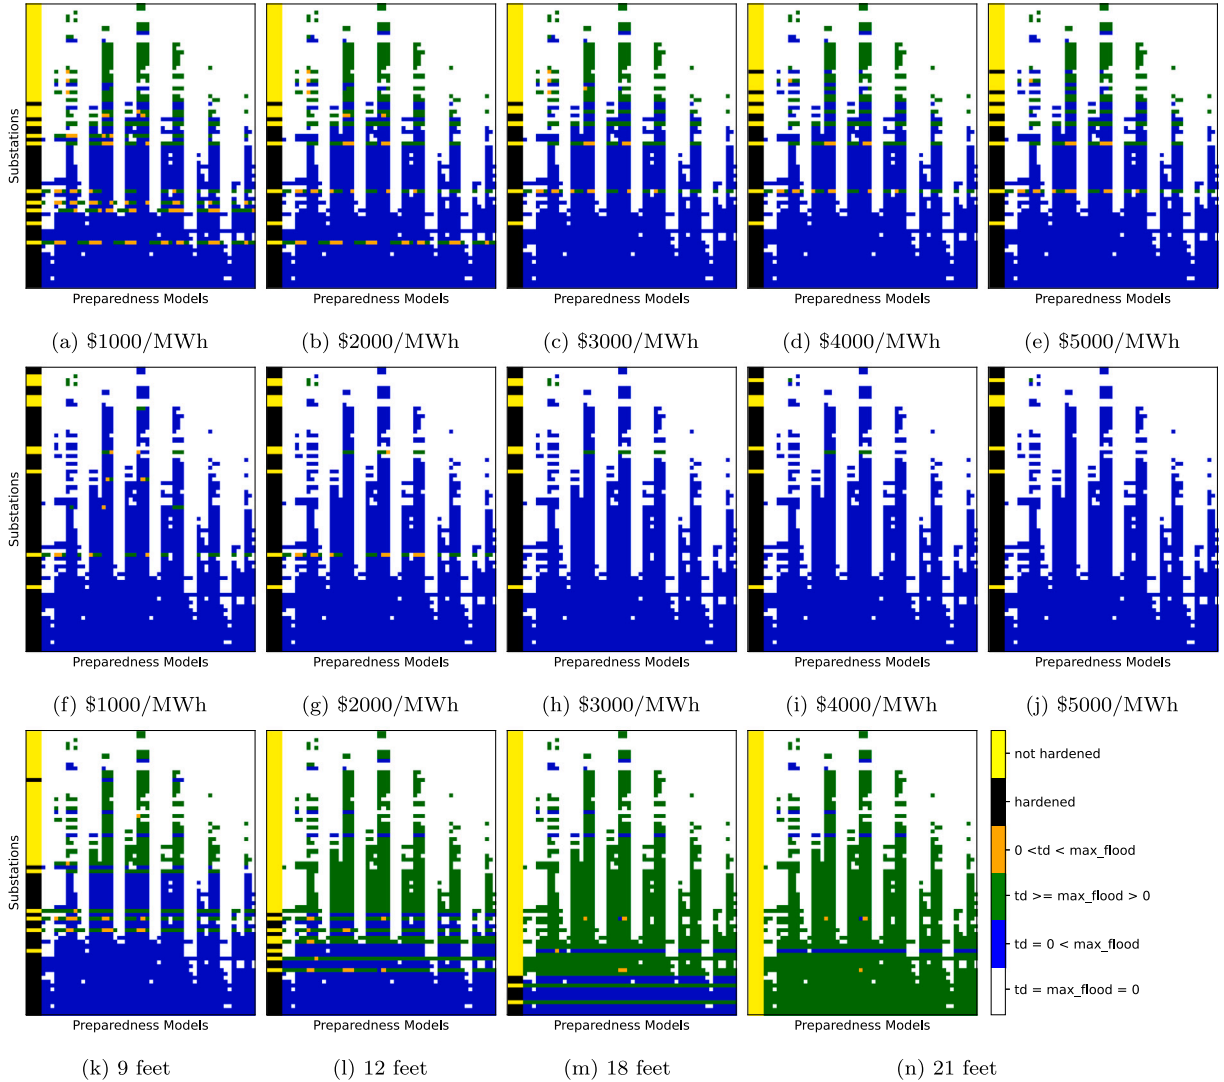 Substations
Preparedness Models
Preparedness Models
Preparedness Models
Preparedness Models
Preparedness Models
(a) $1000/MWh
(b) $2000/MWh
(c) $3000/MWh
(d) $4000/MWh
(e) $5000/MWh
Substations
Preparedness Models
Preparedness Models
Preparedness Models
Preparedness Models
Preparedness Models
(f) $1000/MWh
(g) $2000/MWh
(h) $3000/MWh
(i) $4000/MWh
(j) $5000/MWh
Substations
not hardened
hardened
0 <td < max_flood
td >= max_flood > 0
td = 0 < max_flood
td = max_flood = 0
Preparedness Models
Preparedness Models
Preparedness Models
Preparedness Models
(k) 9 feet
(l) 12 feet
(m) 18 feet
(n) 21 feet